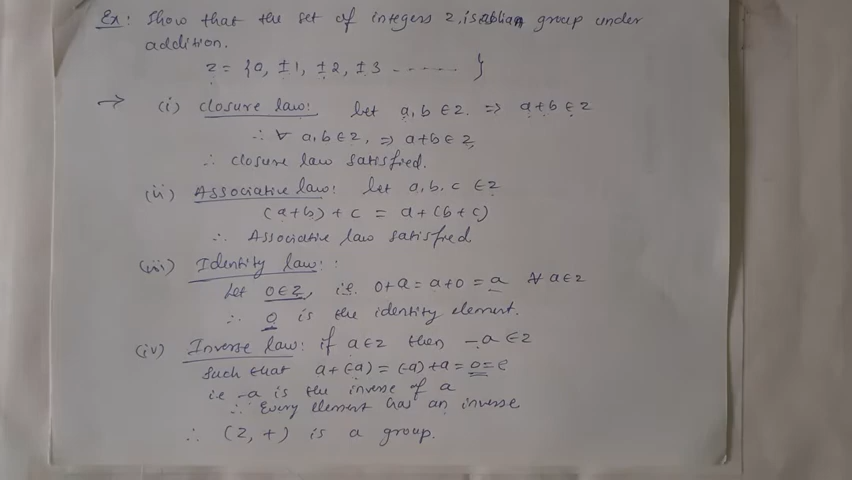 Ex: Show that the set of integers z, is ablian group under
addition.
z = {0, ±1, ±2, ±3 ------ }
→ (i) closure law: let a, b ∈ z. ⇒ a+b ∈ z
∴ ∀ a, b ∈ z, ⇒ a+b ∈ z
∴ closure law satisfied.
(ii) Associative law: let a, b, c ∈ z
(a+b) + c = a + (b+c)
∴ Associative law satisfied
(iii) Identity law: :
Let 0 ∈ z, i.e. 0+a = a+0 = a ∀ a ∈ z
∴ 0 is the identity element.
(iv) Inverse law: if a ∈ z then -a ∈ z
such that a+(-a) = (-a)+a = 0 = e
i.e -a is the inverse of a
∴ Every element has an inverse
∴ (z, +) is a group.